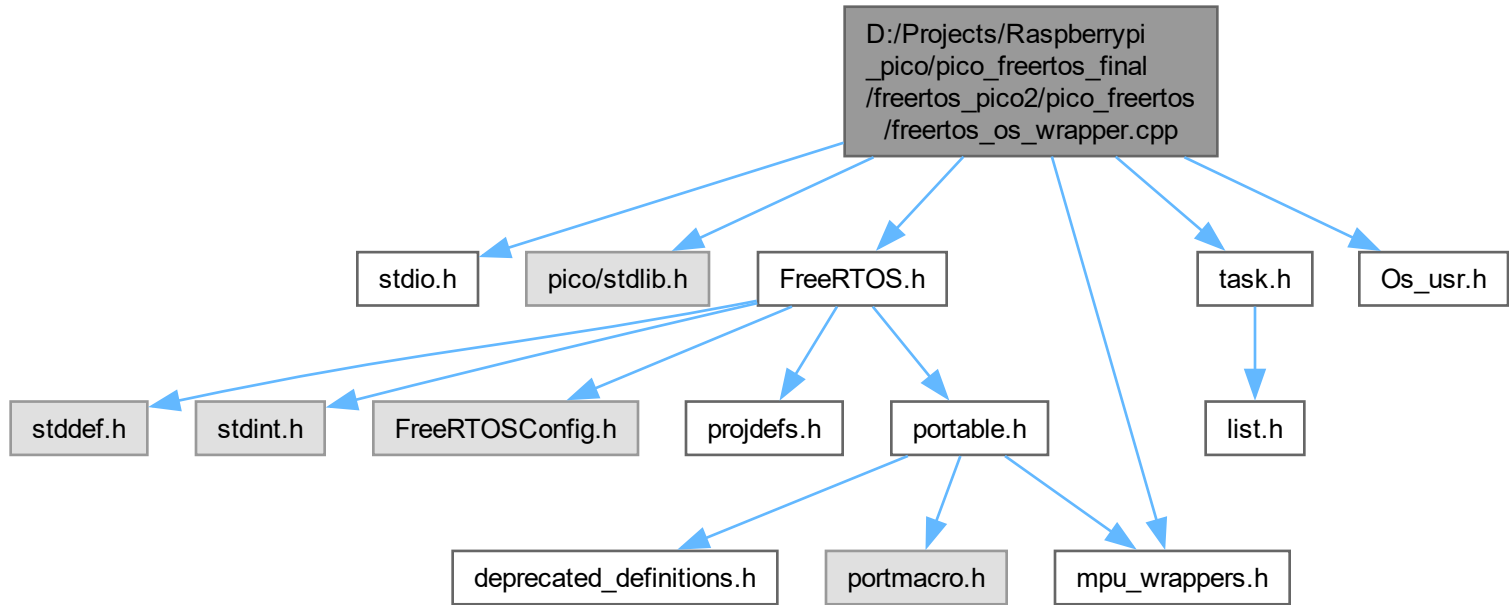 D:/Projects/Raspberrypi
_pico/pico_freertos_final
/freertos_pico2/pico_freertos
/freertos_os_wrapper.cpp
stdio.h
pico/stdlib.h
FreeRTOS.h
task.h
Os_usr.h
stddef.h
stdint.h
FreeRTOSConfig.h
projdefs.h
portable.h
list.h
deprecated_definitions.h
portmacro.h
mpu_wrappers.h